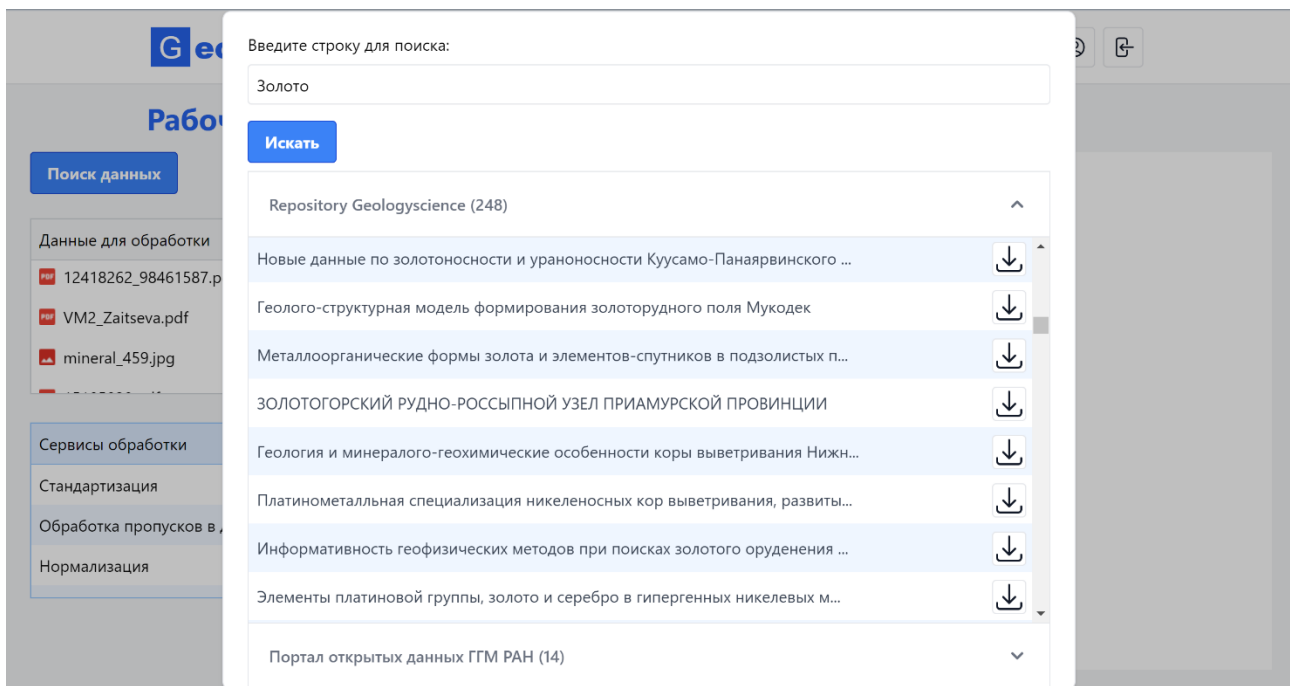 G
Введите строку для поиска:
Золото
Искать
Поиск данных
Repository Geologyscience (248)
Данные для обработки
12418262_98461587.p
VM2_Zaitseva.pdf
mineral_459.jpg
Новые данные по золотоносности и ураноносности Куусамо-Панаярвинского ...
Геолого-структурная модель формирования золоторудного поля Мукодек
Металлоорганические формы золота и элементов-спутников в подзолистых п...
ЗОЛОТОГОРСКИЙ РУДНО-РОССЫПНОЙ УЗЕЛ ПРИАМУРСКОЙ ПРОВИНЦИИ
Геология и минералого-геохимические особенности коры выветривания Нижн...
Платинометалльная специализация никеленосных кор выветривания, развиты...
Информативность геофизических методов при поисках золотого оруденения ...
Элементы платиновой группы, золото и серебро в гипергенных никелевых м...
Сервисы обработки
Стандартизация
Обработка пропусков в
Нормализация
Портал открытых данных ГГМ РАН (14)